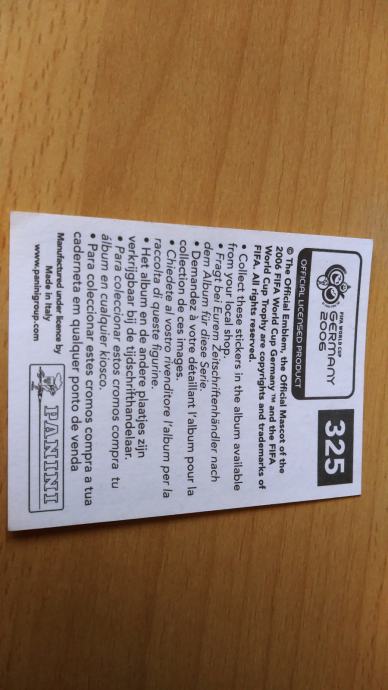 FIFA WORLD CUP
GERMANY
2006
OFFICIAL LICENSED PRODUCT
325
© The Official Emblem, the Official Mascot of the
2006 FIFA World Cup Germany ™ and the FIFA
World Cup Trophy are copyrights and trademarks of
FIFA. All rights reserved.
• Collect these stickers in the album available
from your local shop.
• Fragt bei Eurem Zeitschriftenhändler nach
dem Album für diese Serie.
• Demandez à votre détaillant l'album pour la
collection de ces images.
• Chiedete al vostro rivenditore l'album per la
raccolta di queste figurine.
• Het album en de andere plaatjes zijn
verkrijgbaar bij de tijdschrifthandelaar.
• Para coleccionar estos cromos compra tu
álbum en cualquier kiosco.
• Para coleccionar estes cromos compra a tua
caderneta em qualquer ponto de venda
Manufactured under licence by
Made in Italy
www.paninigroup.com
PANINI